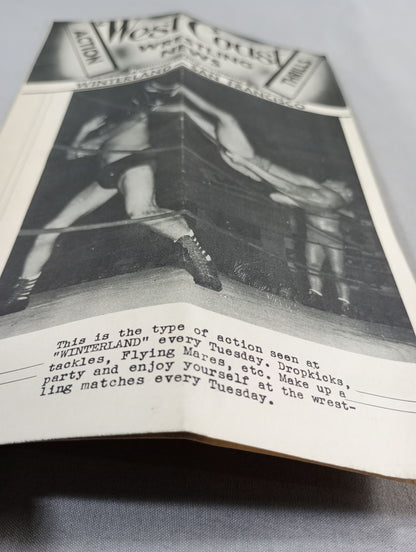 West Coast
ACTION
WRESTLING
NEWS
THRILLS
WINTERLAND SAN FRANCISCO
This is the type of action seen at
"WINTERLAND" every Tuesday. Dropkicks,
tackles, Flying Mares, etc. Make up a
party and enjoy yourself at the wrest-
ling matches every Tuesday.